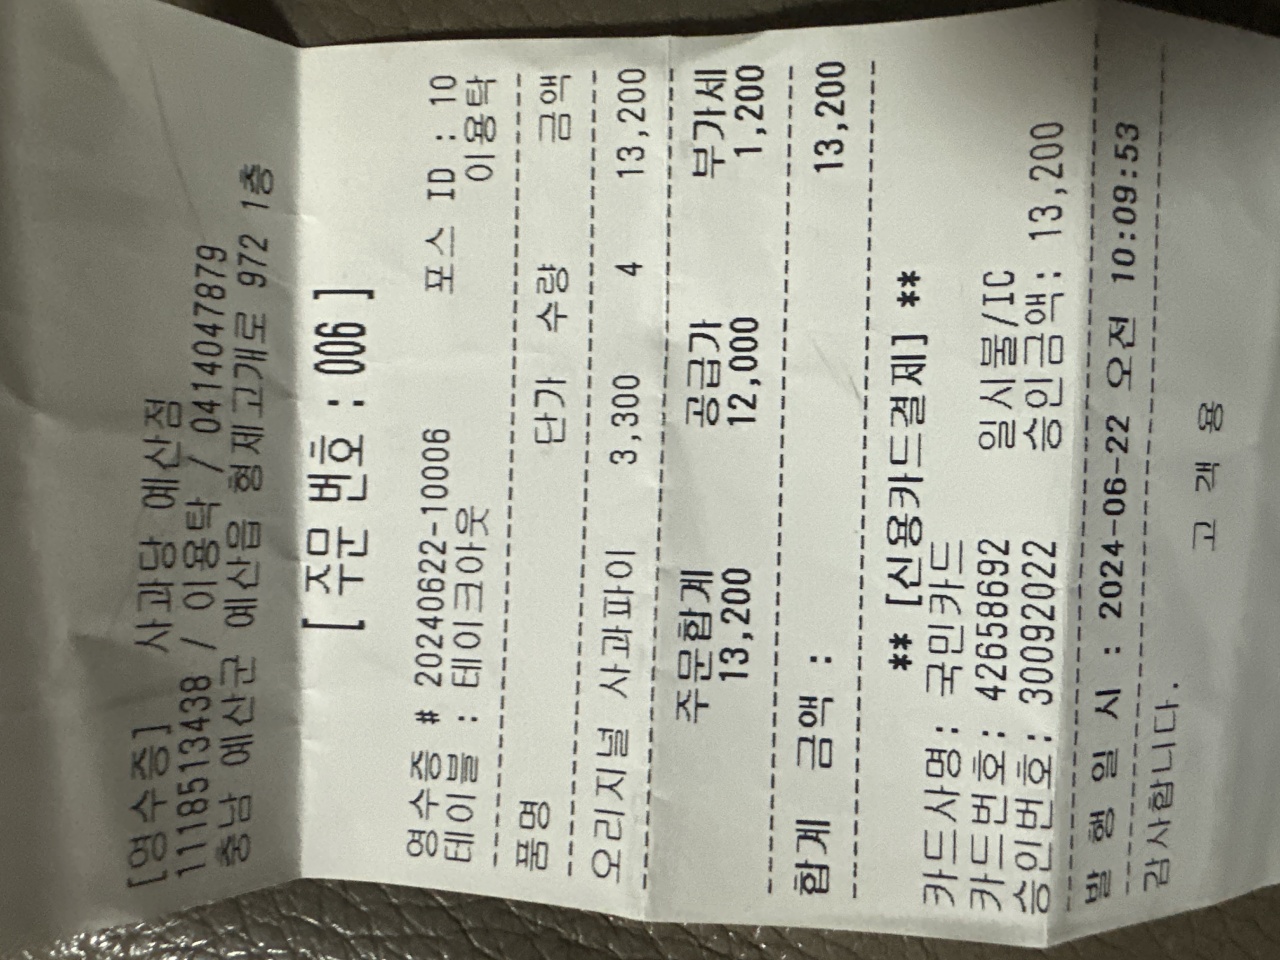 [영수증] 사과당 예산점
1118513438 / 이용탁 / 0414047879
충남 예산군 예산읍 형제고개로 972 1층
[ 주문번호 : 006 ]
영수증 # 20240622-10006 포스 ID : 10
테이블 : 테이크아웃 이용탁
품명 단가 수량 금액
오리지널 사과파이 3,300 4 13,200
주문합계 공급가 부가세
13,200 12,000 1,200
합계 금액 : 13,200
** [신용카드결제] **
카드사명: 국민카드
카드번호: 42658692 일시불/IC
승인번호: 30092022 승인금액: 13,200
발 행 일 시 : 2024-06-22 오전 10:09:53
감사합니다.
고 객 용